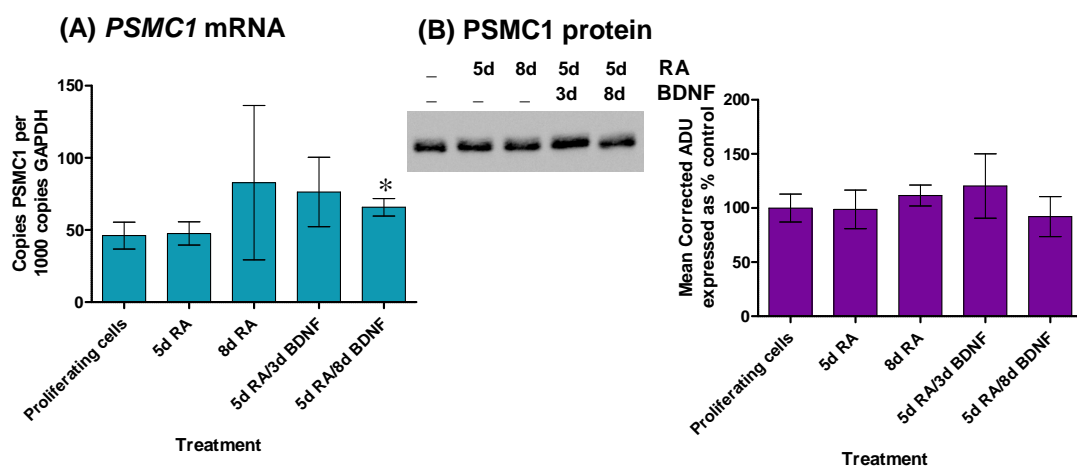 (A) PSMC1 mRNA
Copies PSMC1 per
1000 copies GAPDH
150
100
50
0
*
Proliferating cells
5d RA
8d RA
5d RA/3d BDNF
5d RA/8d BDNF
Treatment
(B) PSMC1 protein
_ 5d 8d 5d 5d RA
_ _ _ 3d 8d BDNF
Mean Corrected ADU
expressed as % control
200
150
100
50
0
Proliferating cells
5d RA
8d RA
5d RA/3d BDNF
5d RA/8d BDNF
Treatment